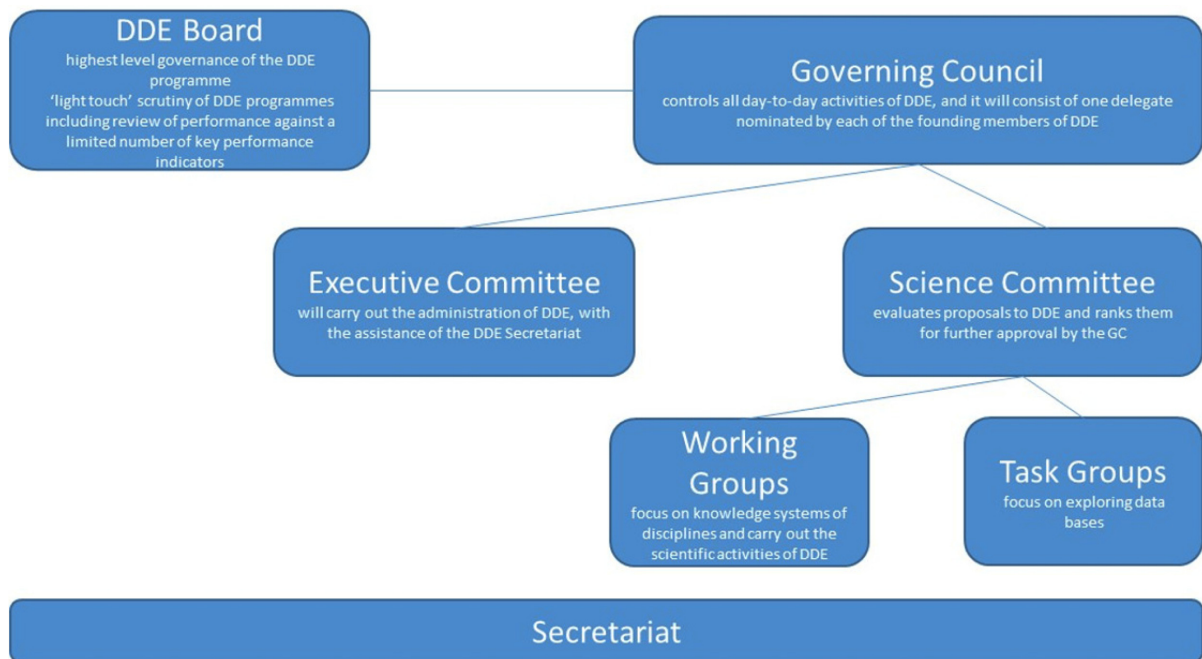 DDE Board
highest level governance of the DDE
programme
‘light touch’ scrutiny of DDE programmes
including review of performance against a
limited number of key performance
indicators
Governing Council
controls all day-to-day activities of DDE, and it will consist of one delegate
nominated by each of the founding members of DDE
Executive Committee
will carry out the administration of DDE, with
the assistance of the DDE Secretariat
Science Committee
evaluates proposals to DDE and ranks them
for further approval by the GC
Working
Groups
focus on knowledge systems of
disciplines and carry out the
scientific activities of DDE
Task Groups
focus on exploring data
bases
Secretariat